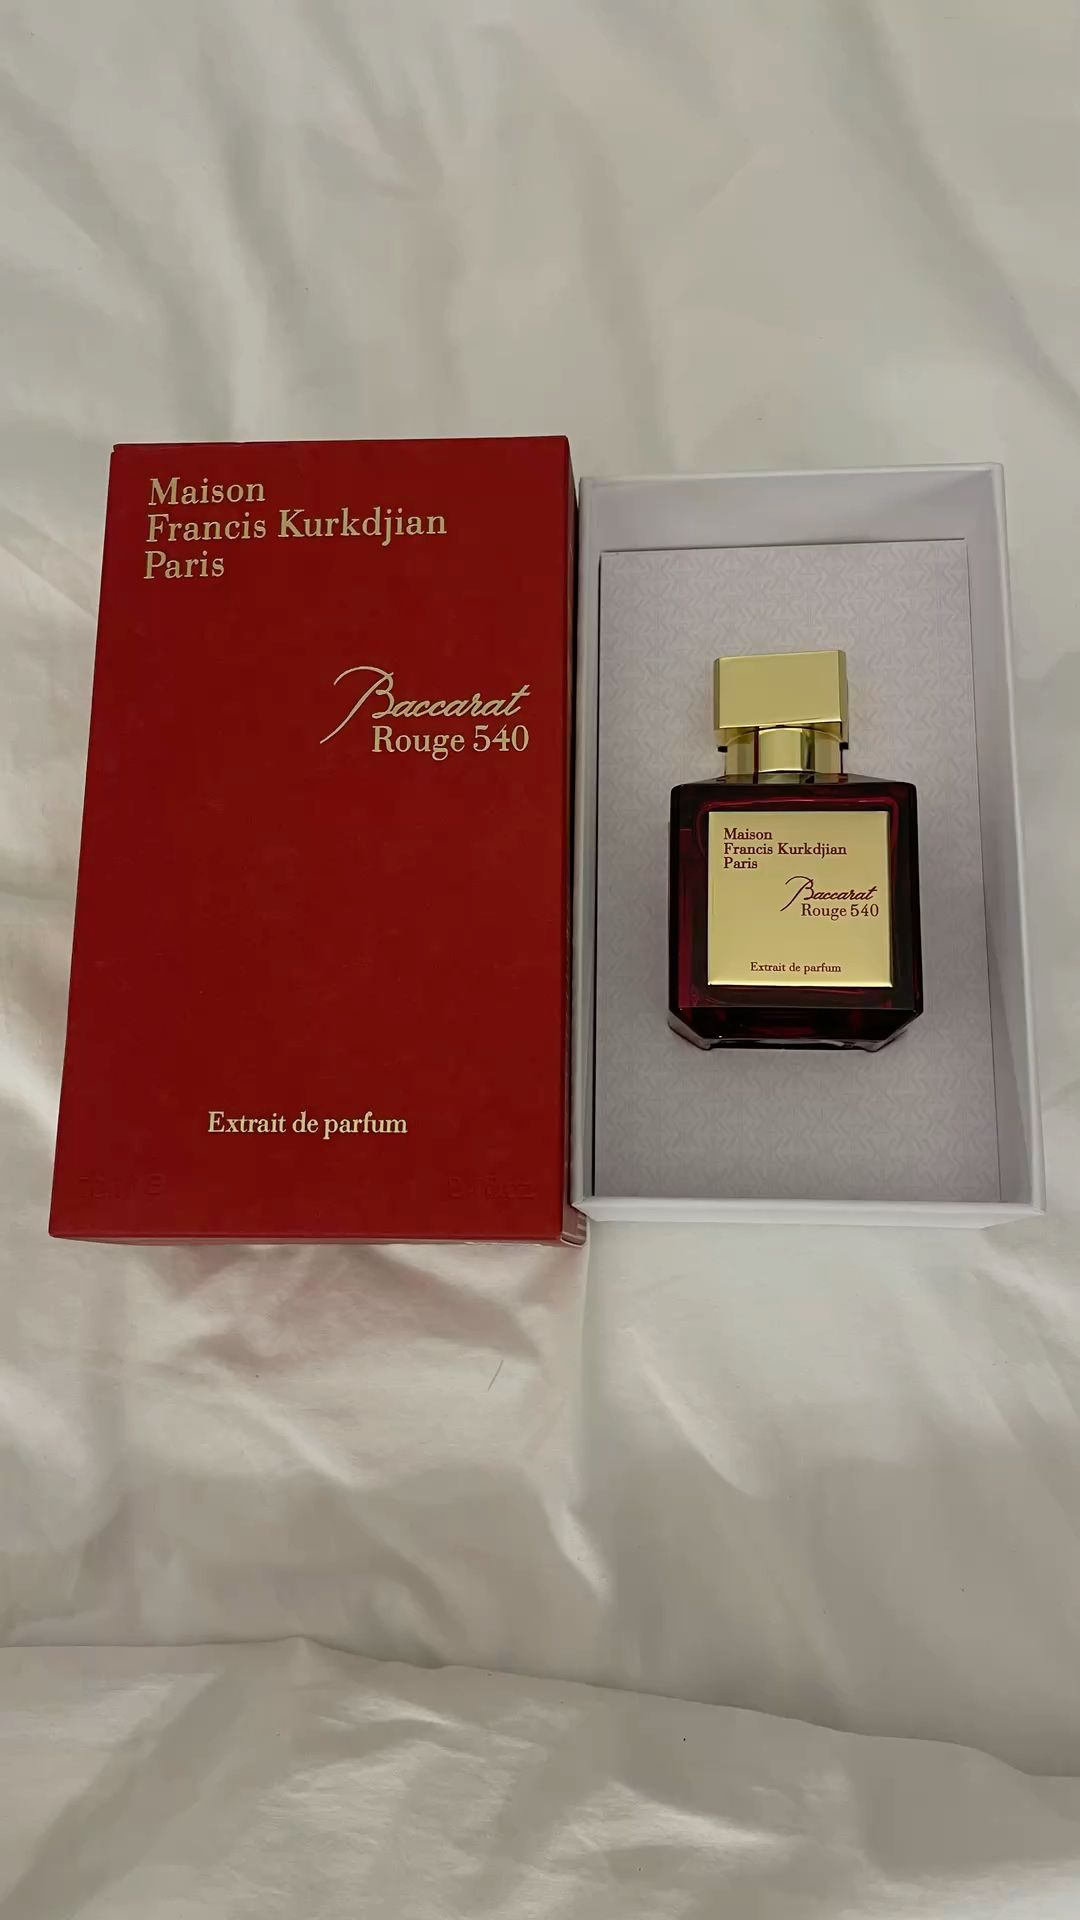 Maison
Francis Kurkdjian
Paris
Baccarat
Rouge 540
Extrait de parfum
Maison
Francis Kurkdjian
Paris
Baccarat
Rouge 540
Extrait de parfum